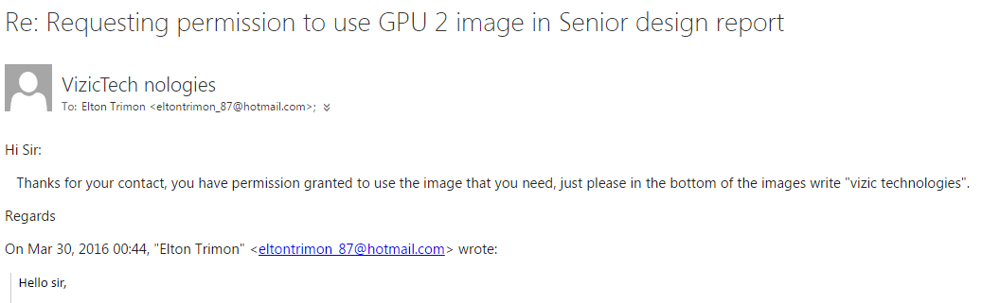 Re: Requesting permission to use GPU 2 image in Senior design report
VizicTech nologies
To: Elton Trimon <eltontrimon_87@hotmail.com>;
Hi Sir:
Thanks for your contact, you have permission granted to use the image that you need, just please in the bottom of the images write "vizic technologies".
Regards
On Mar 30, 2016 00:44, "Elton Trimon" <eltontrimon_87@hotmail.com> wrote:
Hello sir,